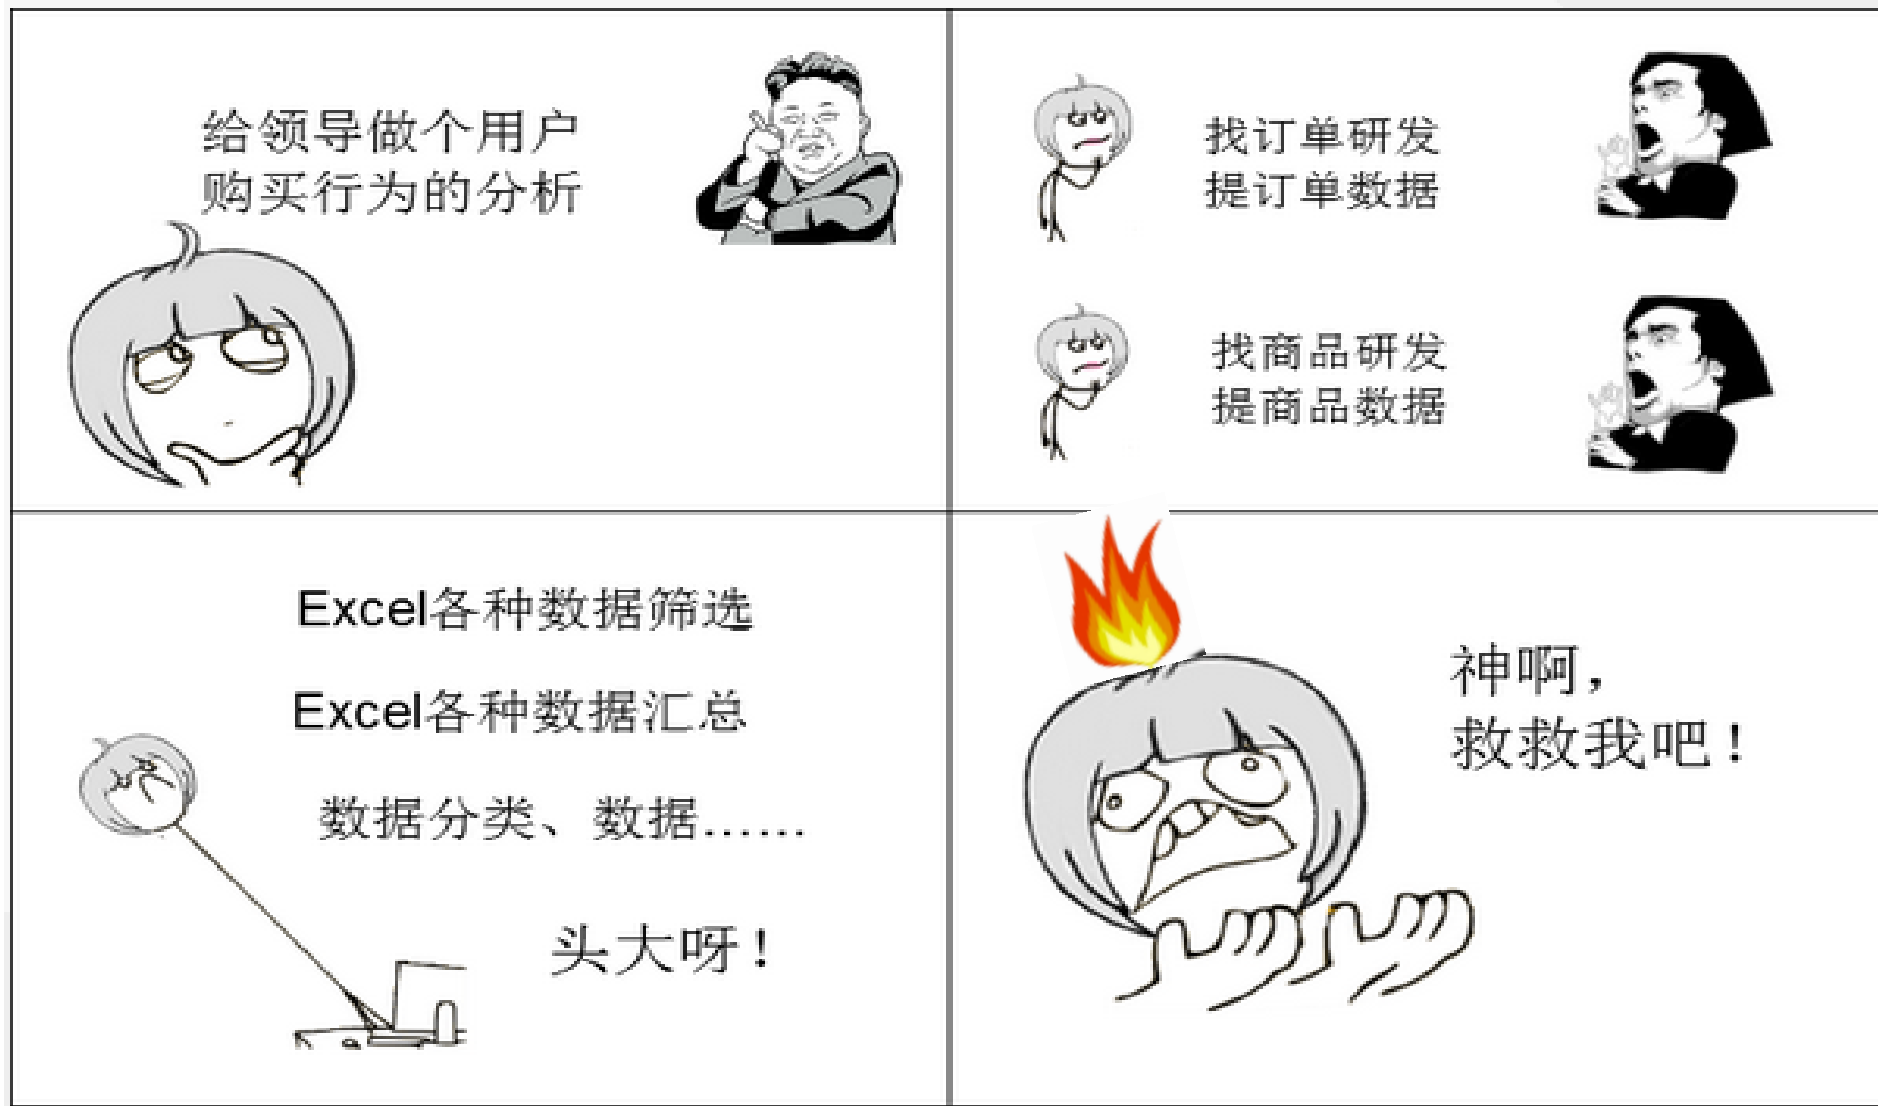 给领导做个用户
购买行为的分析
找订单研发
提订单数据
找商品研发
提商品数据
Excel各种数据筛选
Excel各种数据汇总
数据分类、数据……
头大呀！
神啊，
救救我吧！